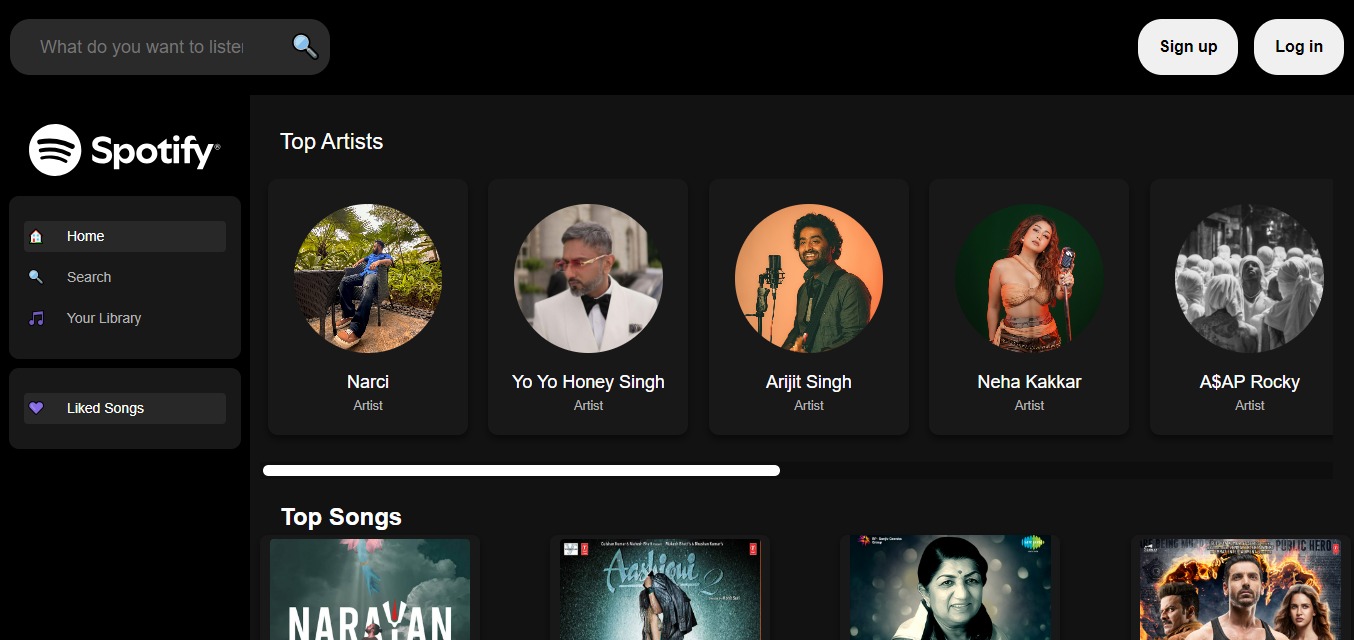 What do you want to lister
Sign up
Log in
Spotify®
Home
Search
Your Library
Liked Songs
Top Artists
Narci
Artist
Yo Yo Honey Singh
Artist
Arijit Singh
Artist
Neha Kakkar
Artist
A$AP Rocky
Artist
Top Songs
NARAYAN
Aashiqui 2
PUBLIC HERO